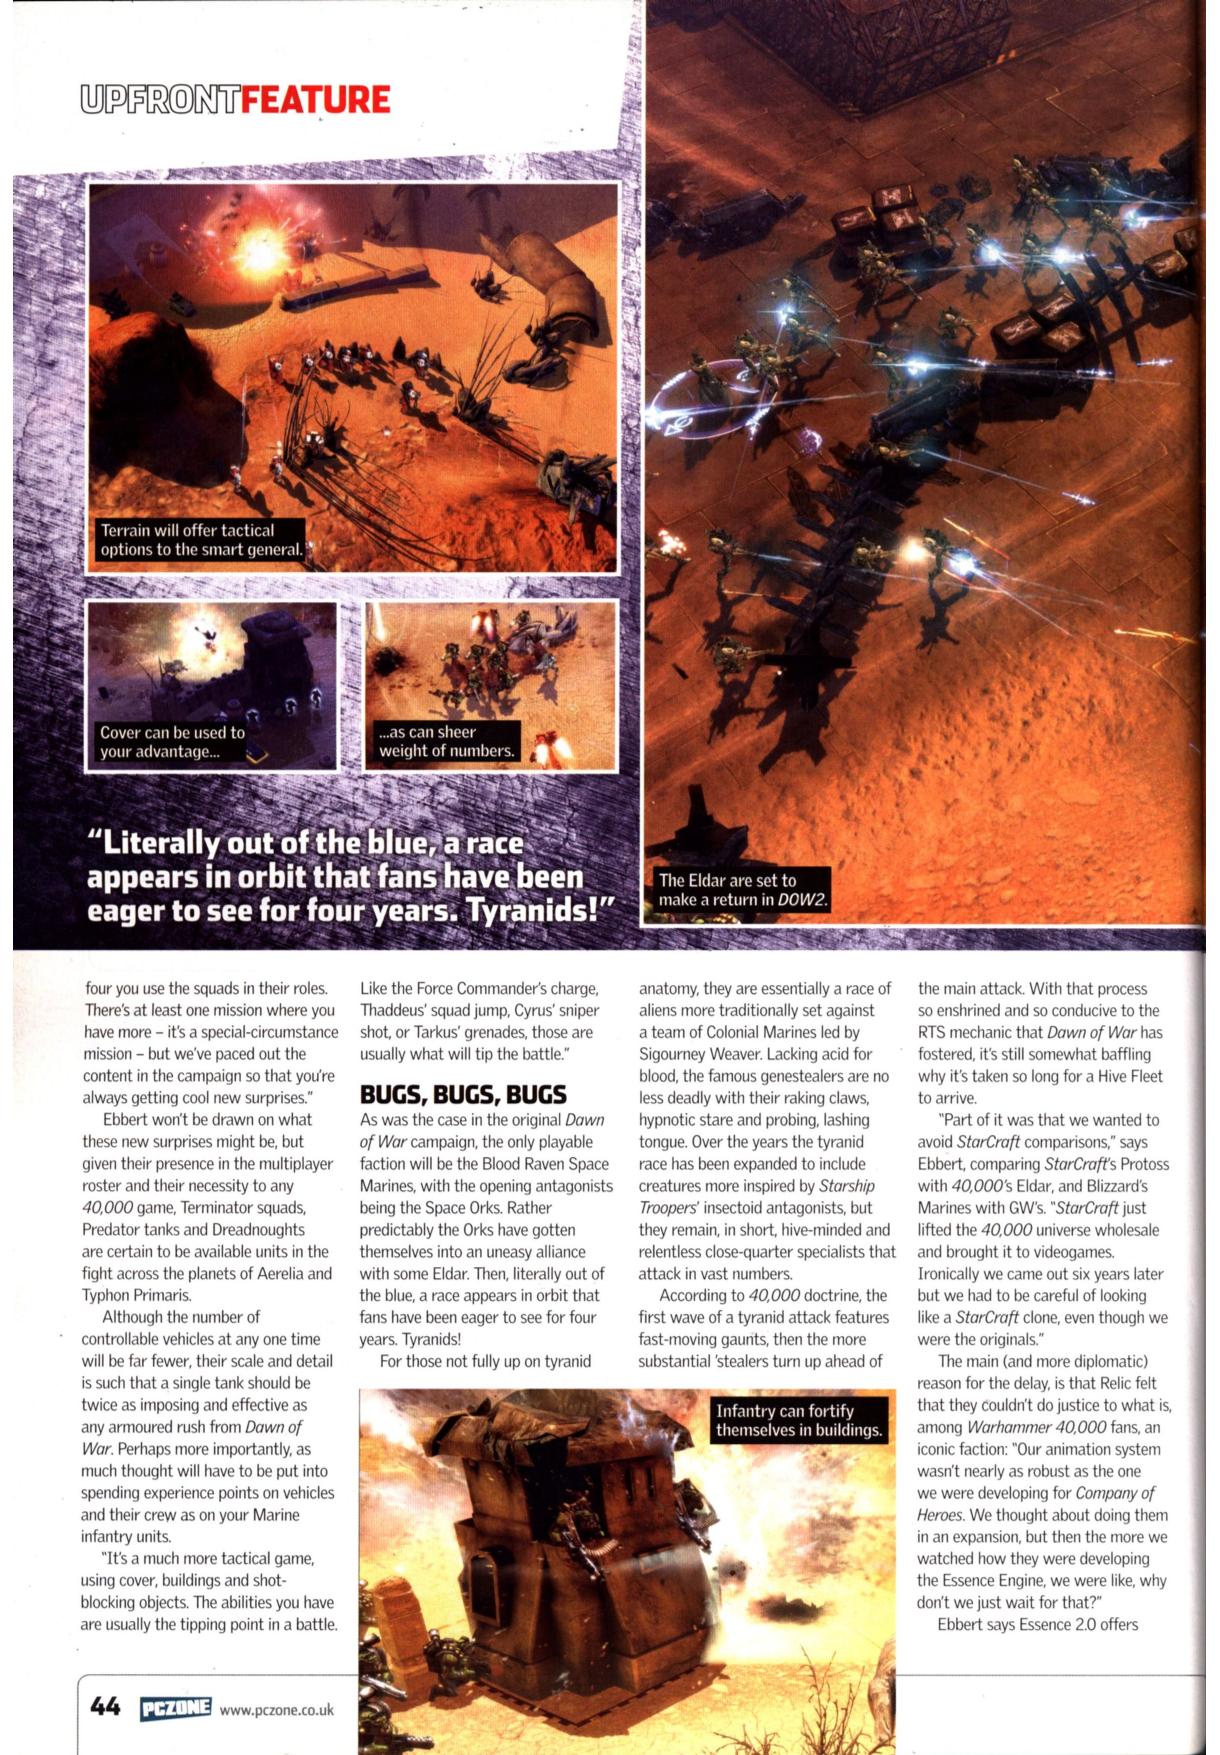 UPFRONTFEATURE
Terrain will offer tactical
options to the smart general.
Cover can be used to
your advantage...
...as can sheer
weight of numbers.
“Literally out of the blue, a race
appears in orbit that fans have been
eager to see for four years. Tyranids!”
The Eldar are set to
make a return in DOW2.
four you use the squads in their roles.
There's at least one mission where you
have more – it's a special-circumstance
mission – but we've paced out the
content in the campaign so that you're
always getting cool new surprises."
Ebbert won't be drawn on what
these new surprises might be, but
given their presence in the multiplayer
roster and their necessity to any
40,000 game, Terminator squads,
Predator tanks and Dreadnoughts
are certain to be available units in the
fight across the planets of Aerelia and
Typhon Primaris.
Although the number of
controllable vehicles at any one time
will be far fewer, their scale and detail
is such that a single tank should be
twice as imposing and effective as
any armoured rush from Dawn of
War. Perhaps more importantly, as
much thought will have to be put into
spending experience points on vehicles
and their crew as on your Marine
infantry units.
"It's a much more tactical game,
using cover, buildings and shot-
blocking objects. The abilities you have
are usually the tipping point in a battle.
Like the Force Commander's charge,
Thaddeus' squad jump, Cyrus' sniper
shot, or Tarkus' grenades, those are
usually what will tip the battle."
BUGS, BUGS, BUGS
As was the case in the original Dawn
of War campaign, the only playable
faction will be the Blood Raven Space
Marines, with the opening antagonists
being the Space Orks. Rather
predictably the Orks have gotten
themselves into an uneasy alliance
with some Eldar. Then, literally out of
the blue, a race appears in orbit that
fans have been eager to see for four
years. Tyranids!
For those not fully up on tyranid
anatomy, they are essentially a race of
aliens more traditionally set against
a team of Colonial Marines led by
Sigourney Weaver. Lacking acid for
blood, the famous genestealers are no
less deadly with their raking claws,
hypnotic stare and probing, lashing
tongue. Over the years the tyranid
race has been expanded to include
creatures more inspired by Starship
Troopers' insectoid antagonists, but
they remain, in short, hive-minded and
relentless close-quarter specialists that
attack in vast numbers.
According to 40,000 doctrine, the
first wave of a tyranid attack features
fast-moving gaunts, then the more
substantial 'stealers turn up ahead of
the main attack. With that process
so enshrined and so conducive to the
RTS mechanic that Dawn of War has
fostered, it's still somewhat baffling
why it's taken so long for a Hive Fleet
to arrive.
"Part of it was that we wanted to
avoid StarCraft comparisons," says
Ebbert, comparing StarCraft's Protoss
with 40,000's Eldar, and Blizzard's
Marines with GW's. "StarCraft just
lifted the 40,000 universe wholesale
and brought it to videogames.
Ironically we came out six years later
but we had to be careful of looking
like a StarCraft clone, even though we
were the originals."
The main (and more diplomatic)
reason for the delay, is that Relic felt
that they couldn't do justice to what is,
among Warhammer 40,000 fans, an
iconic faction: "Our animation system
wasn't nearly as robust as the one
we were developing for Company of
Heroes. We thought about doing them
in an expansion, but then the more we
watched how they were developing
the Essence Engine, we were like, why
don't we just wait for that?"
Ebbert says Essence 2.0 offers
Infantry can fortify
themselves in buildings.
44 PCZONE www.pczone.co.uk